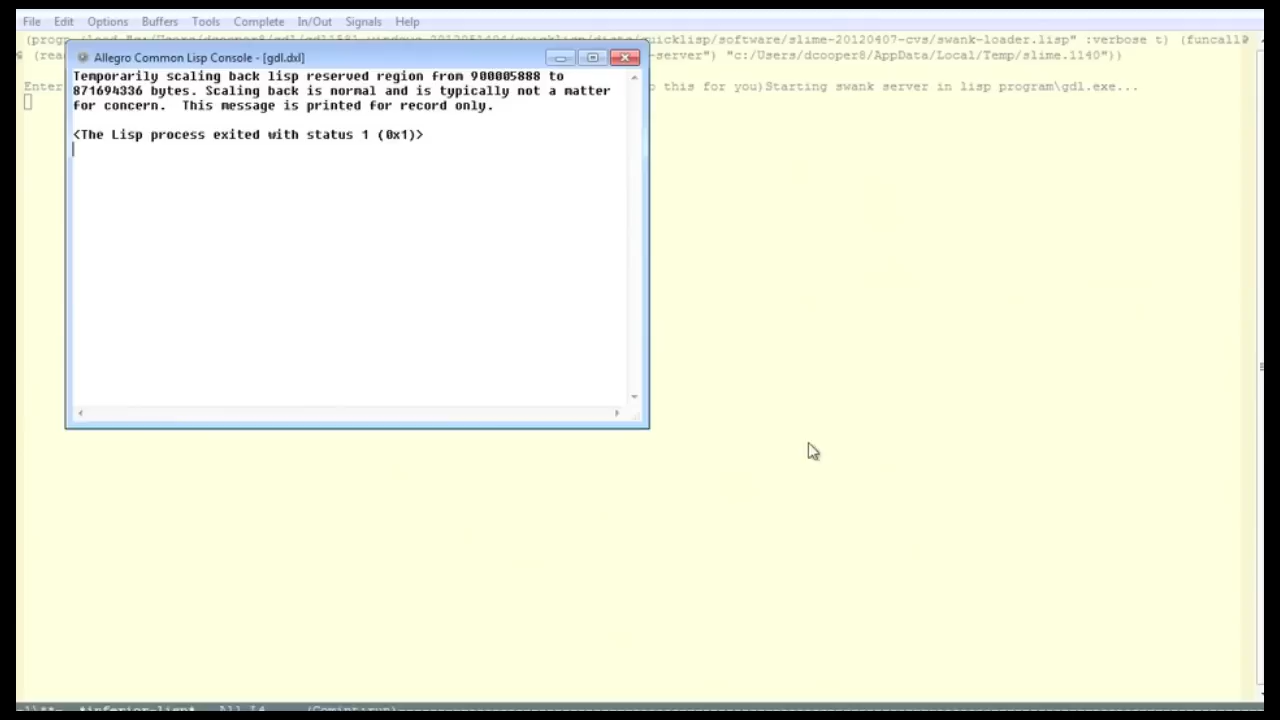 File Edit Options Buffers Tools Complete In/Out Signals Help
(progn
quicklisp/software/slime-20120407-cvs/swank-loader.lisp" :verbose t) (funcall
(rea
-server") "c:/Users/dcooper8/AppData/Local/Temp/slime.1140"))
Enter
this for you)Starting swank server in lisp program\gdl.exe...
Allegro Common Lisp Console - [gdl.dxl]
Temporarily scaling back lisp reserved region from 900005888 to
871694336 bytes. Scaling back is normal and is typically not a matter
for concern. This message is printed for record only.
<The Lisp process exited with status 1 (0x1)>